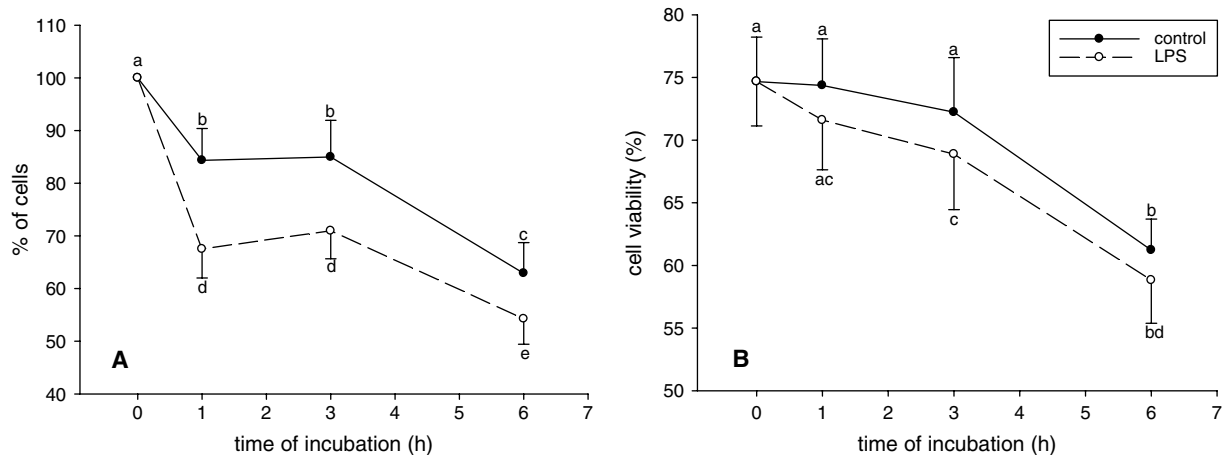 110
100
90
80
70
60
50
40
% of cells
a
b
b
c
d
d
e
A
0 1 2 3 4 5 6 7
time of incubation (h)
80
75
70
65
60
55
50
cell viability (%)
a
a
a
b
ac
c
bd
B
0 1 2 3 4 5 6 7
time of incubation (h)
control
LPS